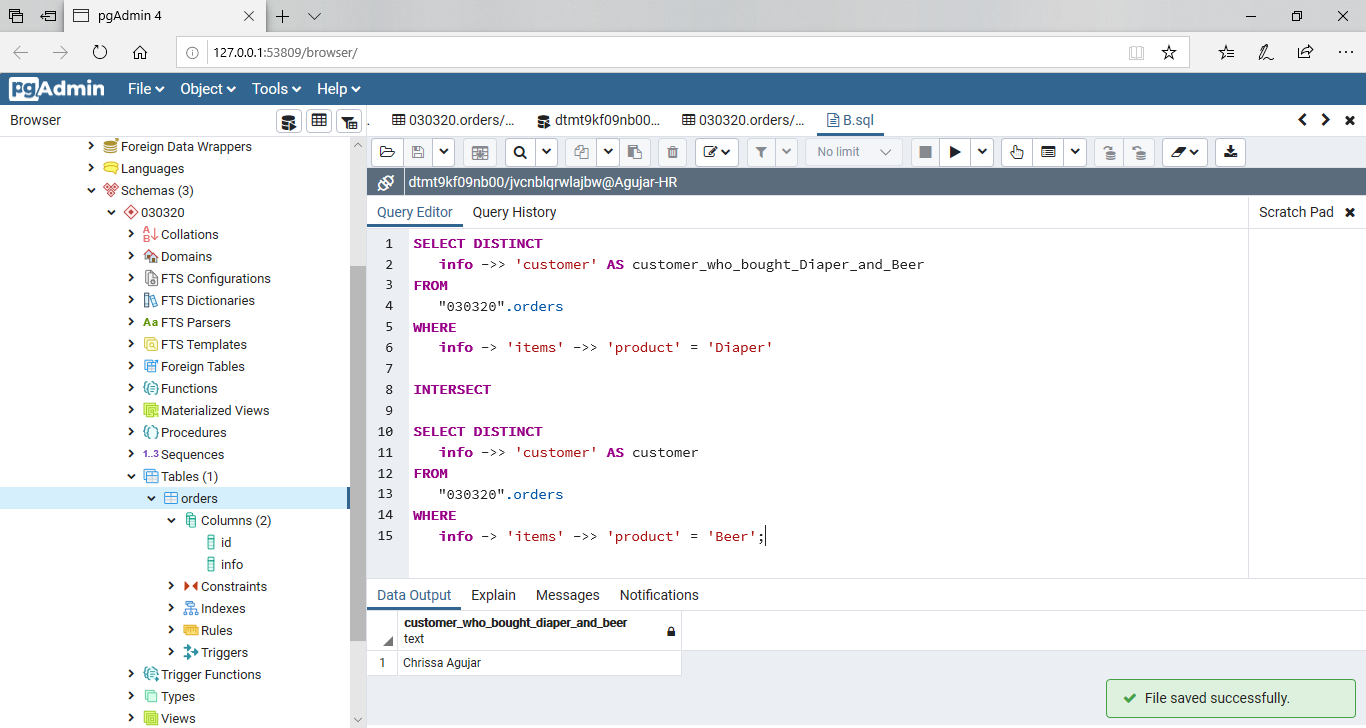 pgAdmin 4
127.0.0.1:53809/browser/
pgAdmin File Object Tools Help
Browser
. 030320.orders/... dtmt9kf09nb00... 030320.orders/... B.sql
Foreign Data Wrappers
Languages
Schemas (3)
030320
Collations
Domains
FTS Configurations
FTS Dictionaries
Aa FTS Parsers
FTS Templates
Foreign Tables
Functions
Materialized Views
Procedures
1..3 Sequences
Tables (1)
orders
Columns (2)
id
info
Constraints
Indexes
Rules
Triggers
Trigger Functions
Types
Views
No limit
dtmt9kf09nb00/jvcnblqrwlajbw@Agujar-HR
Query Editor Query History
Scratch Pad
1 SELECT DISTINCT
2 info ->> 'customer' AS customer_who_bought_Diaper_and_Beer
3 FROM
4 "030320".orders
5 WHERE
6 info -> 'items' ->> 'product' = 'Diaper'
7
8 INTERSECT
9
10 SELECT DISTINCT
11 info ->> 'customer' AS customer
12 FROM
13 "030320".orders
14 WHERE
15 info -> 'items' ->> 'product' = 'Beer';
Data Output Explain Messages Notifications
customer_who_bought_diaper_and_beer
text
1 Chrissa Agujar
File saved successfully.